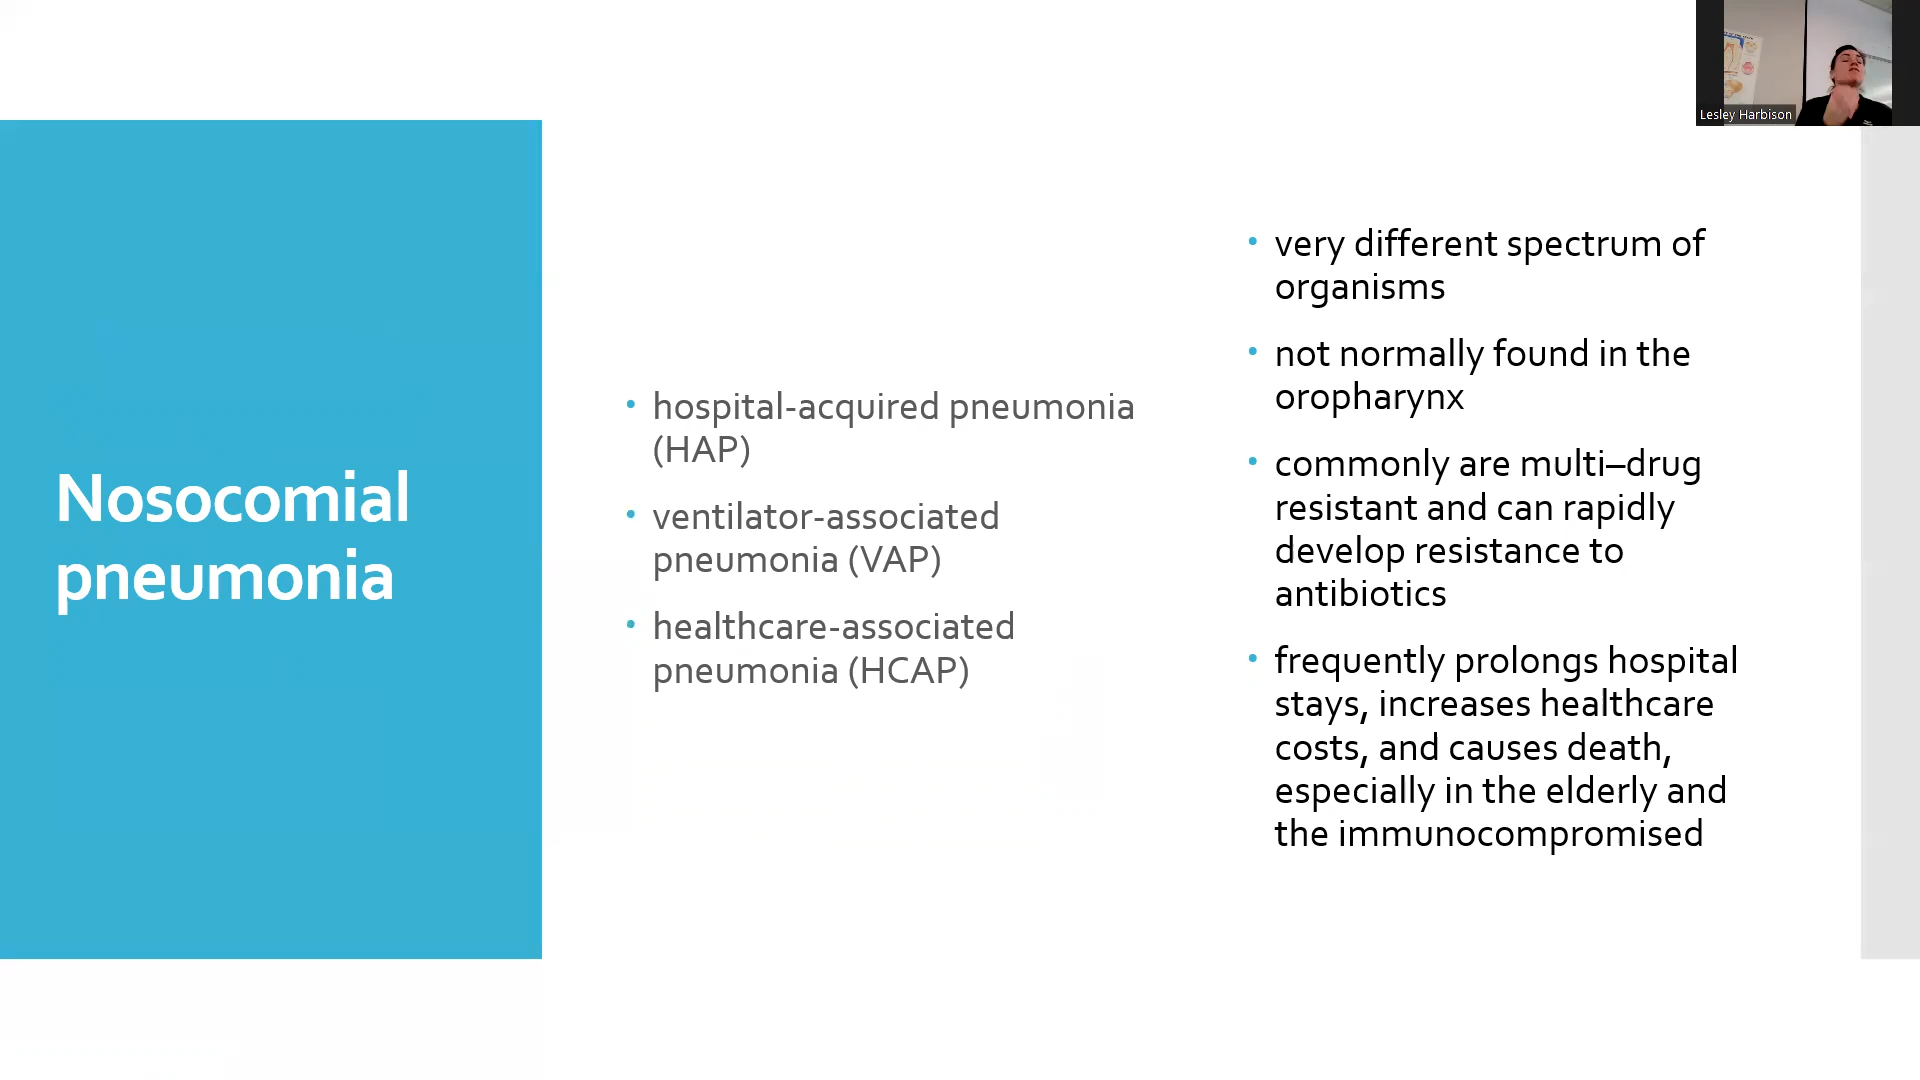 Nosocomial
pneumonia
• hospital-acquired pneumonia
(HAP)
• ventilator-associated
pneumonia (VAP)
• healthcare-associated
pneumonia (HCAP)
• very different spectrum of
organisms
• not normally found in the
oropharynx
• commonly are multi–drug
resistant and can rapidly
develop resistance to
antibiotics
• frequently prolongs hospital
stays, increases healthcare
costs, and causes death,
especially in the elderly and
the immunocompromised
Lesley Harbison